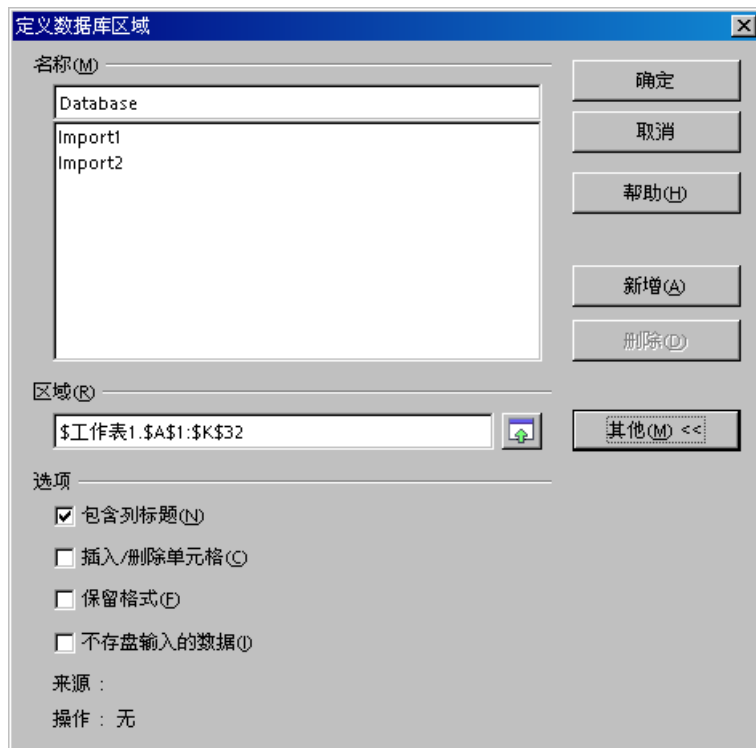 定义数据库区域
名称(M)
Database
Import1
Import2
确定
取消
帮助(H)
新增(A)
删除(D)
区域(R)
$工作表1.$A$1:$K$32
其他(M) <<
选项
包含列标题(N)
插入/删除单元格(C)
保留格式(F)
不存盘输入的数据(I)
来源 :
操作 : 无